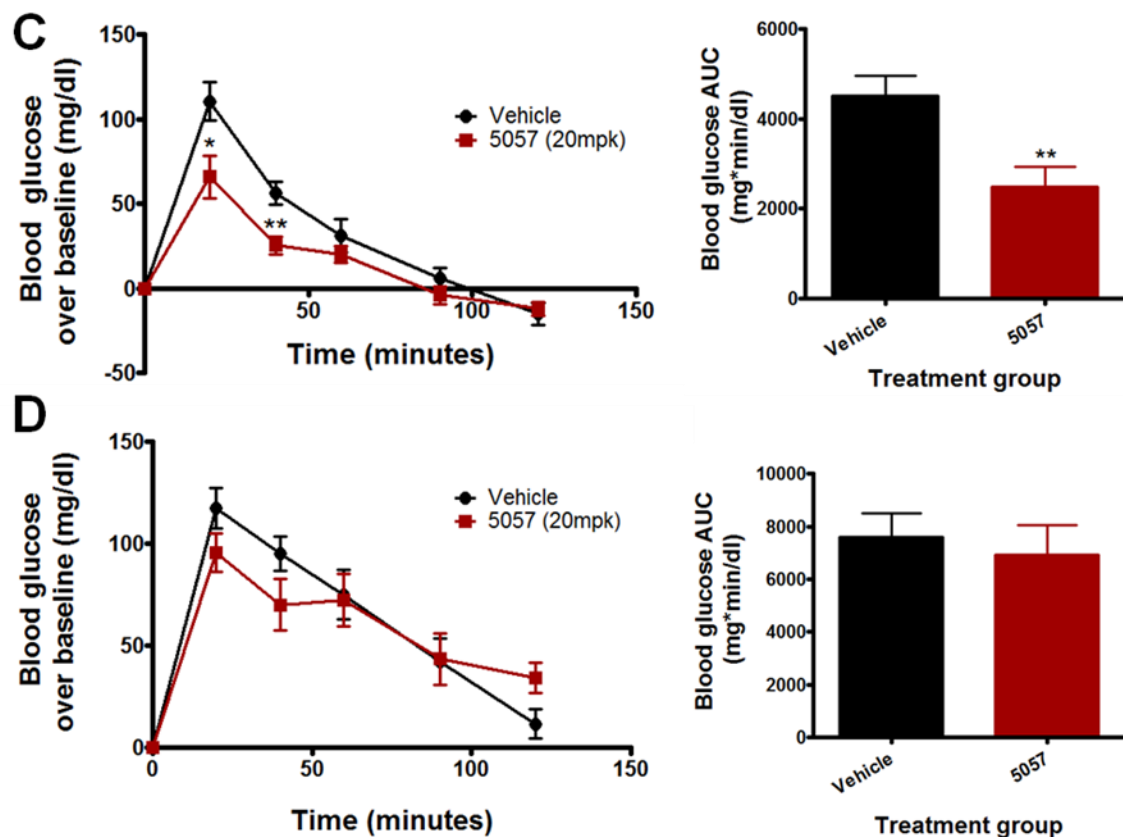 C
Blood glucose
over baseline (mg/dl)
150
100
50
0
-50
50
100
150
Time (minutes)
Vehicle
5057 (20mpk)
*
**
Blood glucose AUC
(mg*min/dl)
6000
4000
2000
0
**
Vehicle
5057
Treatment group
D
Blood glucose
over baseline (mg/dl)
150
100
50
0
0
50
100
150
Time (minutes)
Vehicle
5057 (20mpk)
Blood glucose AUC
(mg*min/dl)
10000
8000
6000
4000
2000
0
Vehicle
5057
Treatment group